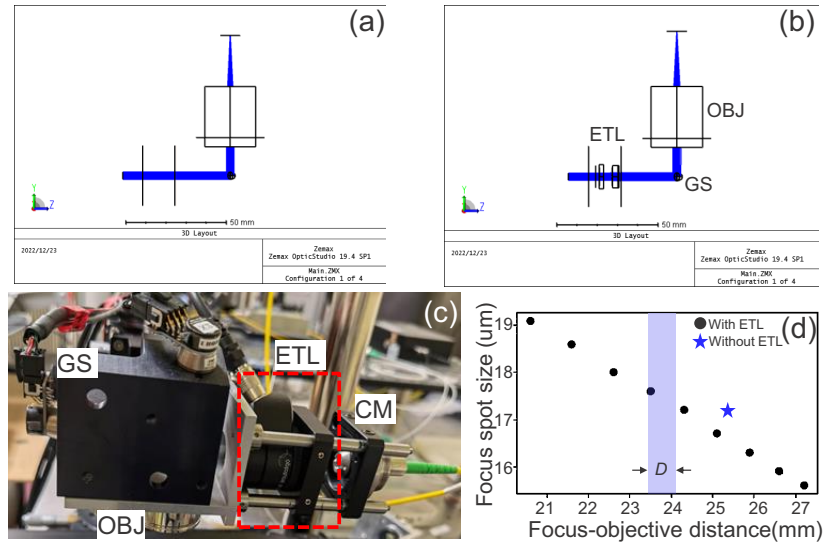 (a)
Y
Z
50 mm
3D Layout
2022/12/23
Zemax
Zemax OpticStudio 19.4 SP1
Main.ZMX
Configuration 1 of 4
(b)
OBJ
ETL
GS
Y
Z
50 mm
3D Layout
2022/12/23
Zemax
Zemax OpticStudio 19.4 SP1
Main.ZMX
Configuration 1 of 4
(c)
GS
ETL
CM
OBJ
(d)
With ETL
Without ETL
Focus spot size (um)
19
18
17
16
D
21 22 23 24 25 26 27
Focus-objective distance(mm)